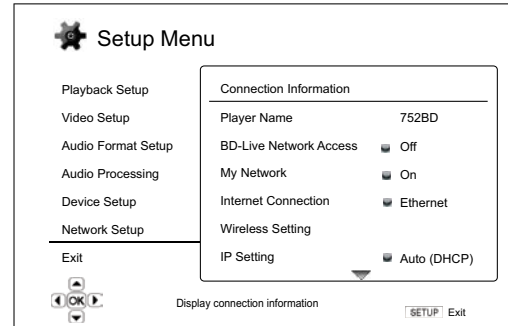 Setup Menu
Playback Setup
Video Setup
Audio Format Setup
Audio Processing
Device Setup
Network Setup
Exit
Connection Information
Player Name 752BD
BD-Live Network Access Off
My Network On
Internet Connection Ethernet
Wireless Setting
IP Setting Auto (DHCP)
OK
Display connection information
SETUP Exit